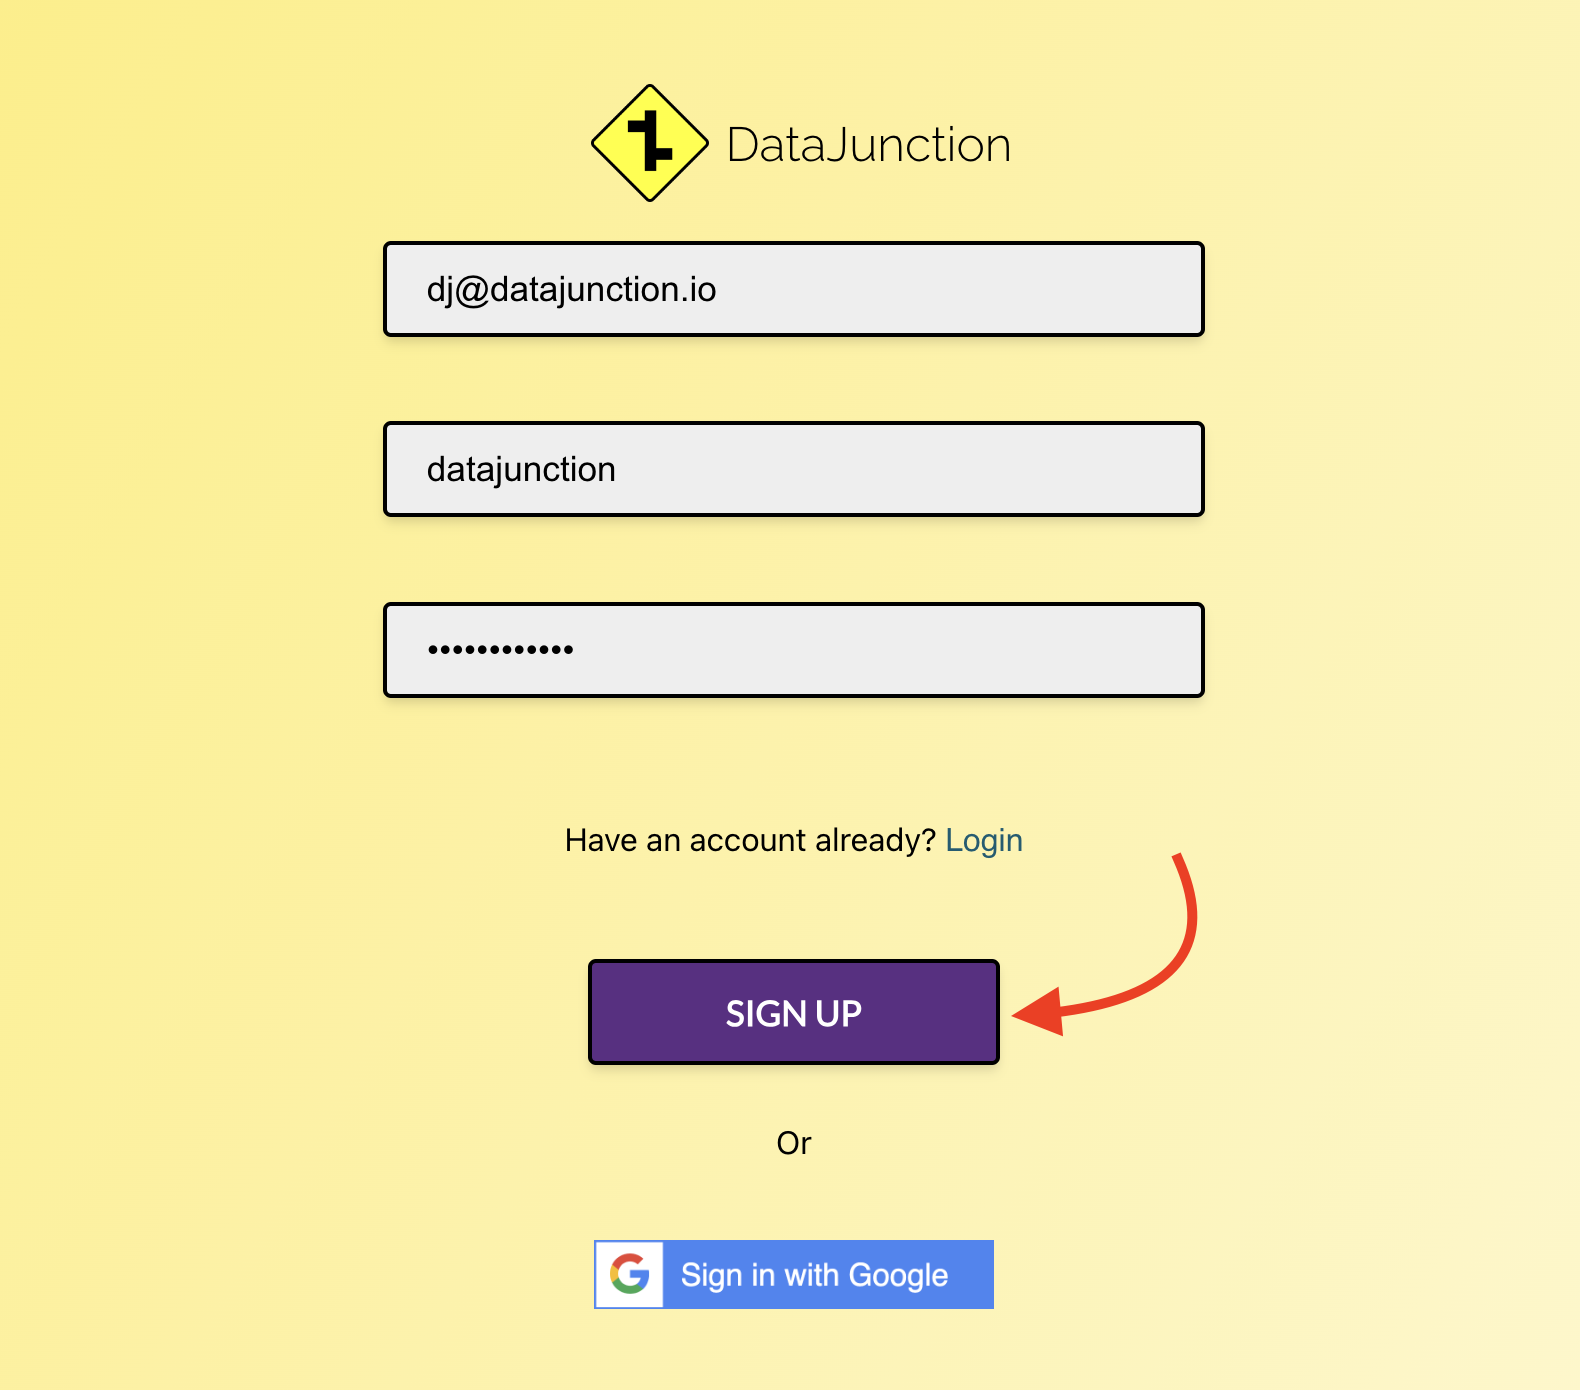 DataJunction
dj@datajunction.io
datajunction
••••••••••••
Have an account already? Login
SIGN UP
Or
Sign in with Google